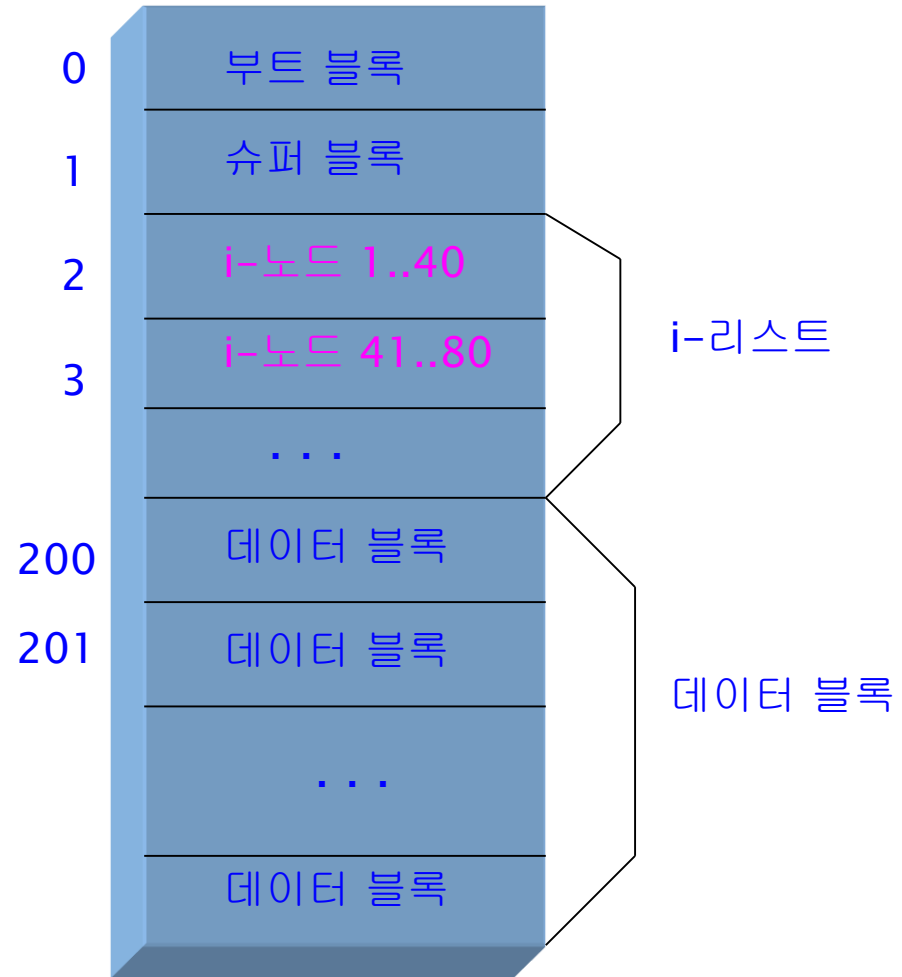 0 부트 블록
1 슈퍼 블록
2 i-노드 1..40
3 i-노드 41..80
. . .
i-리스트
200 데이터 블록
201 데이터 블록
. . .
데이터 블록
데이터 블록